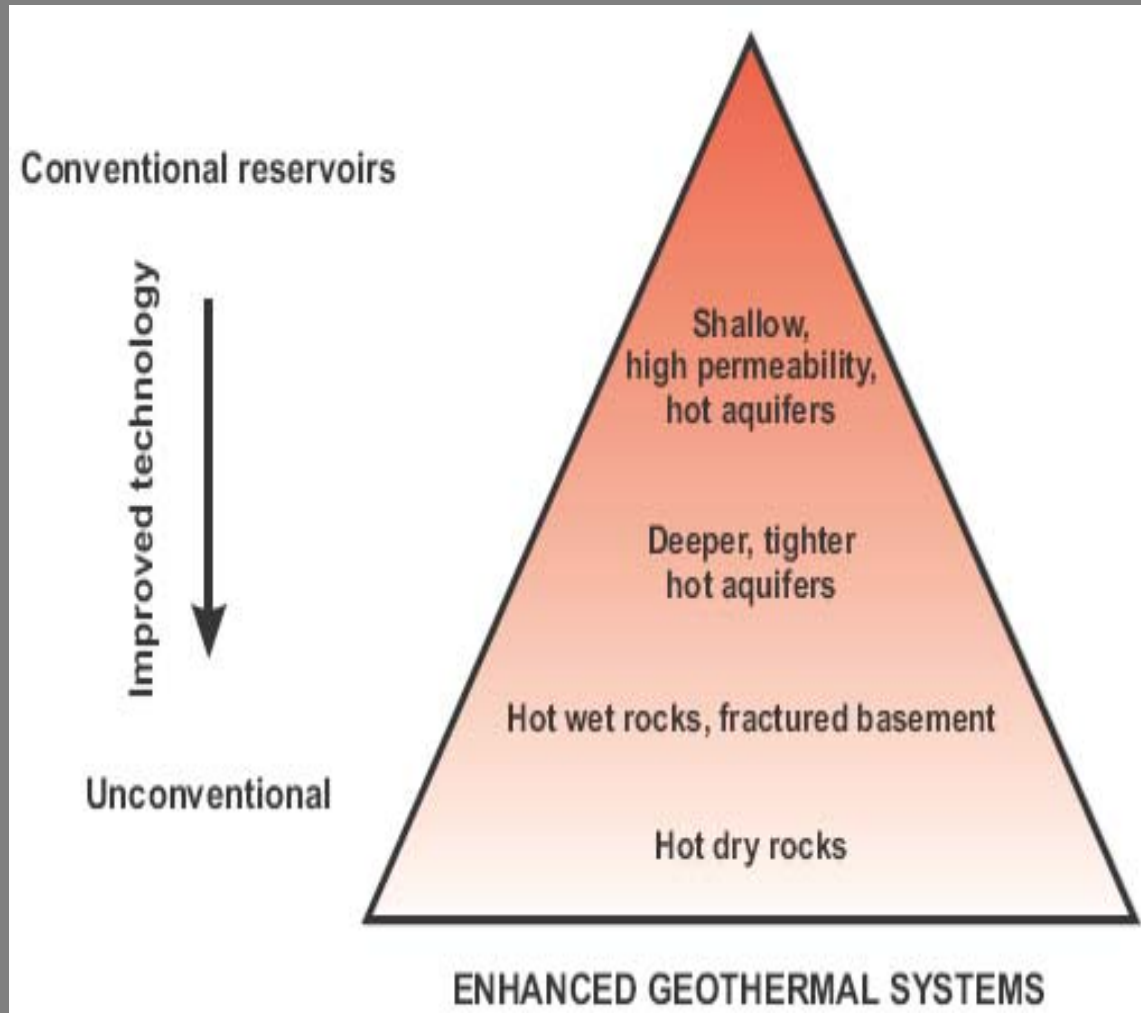 Conventional reservoirs
Improved technology
Unconventional
Shallow,
high permeability,
hot aquifers
Deeper, tighter
hot aquifers
Hot wet rocks, fractured basement
Hot dry rocks
ENHANCED GEOTHERMAL SYSTEMS